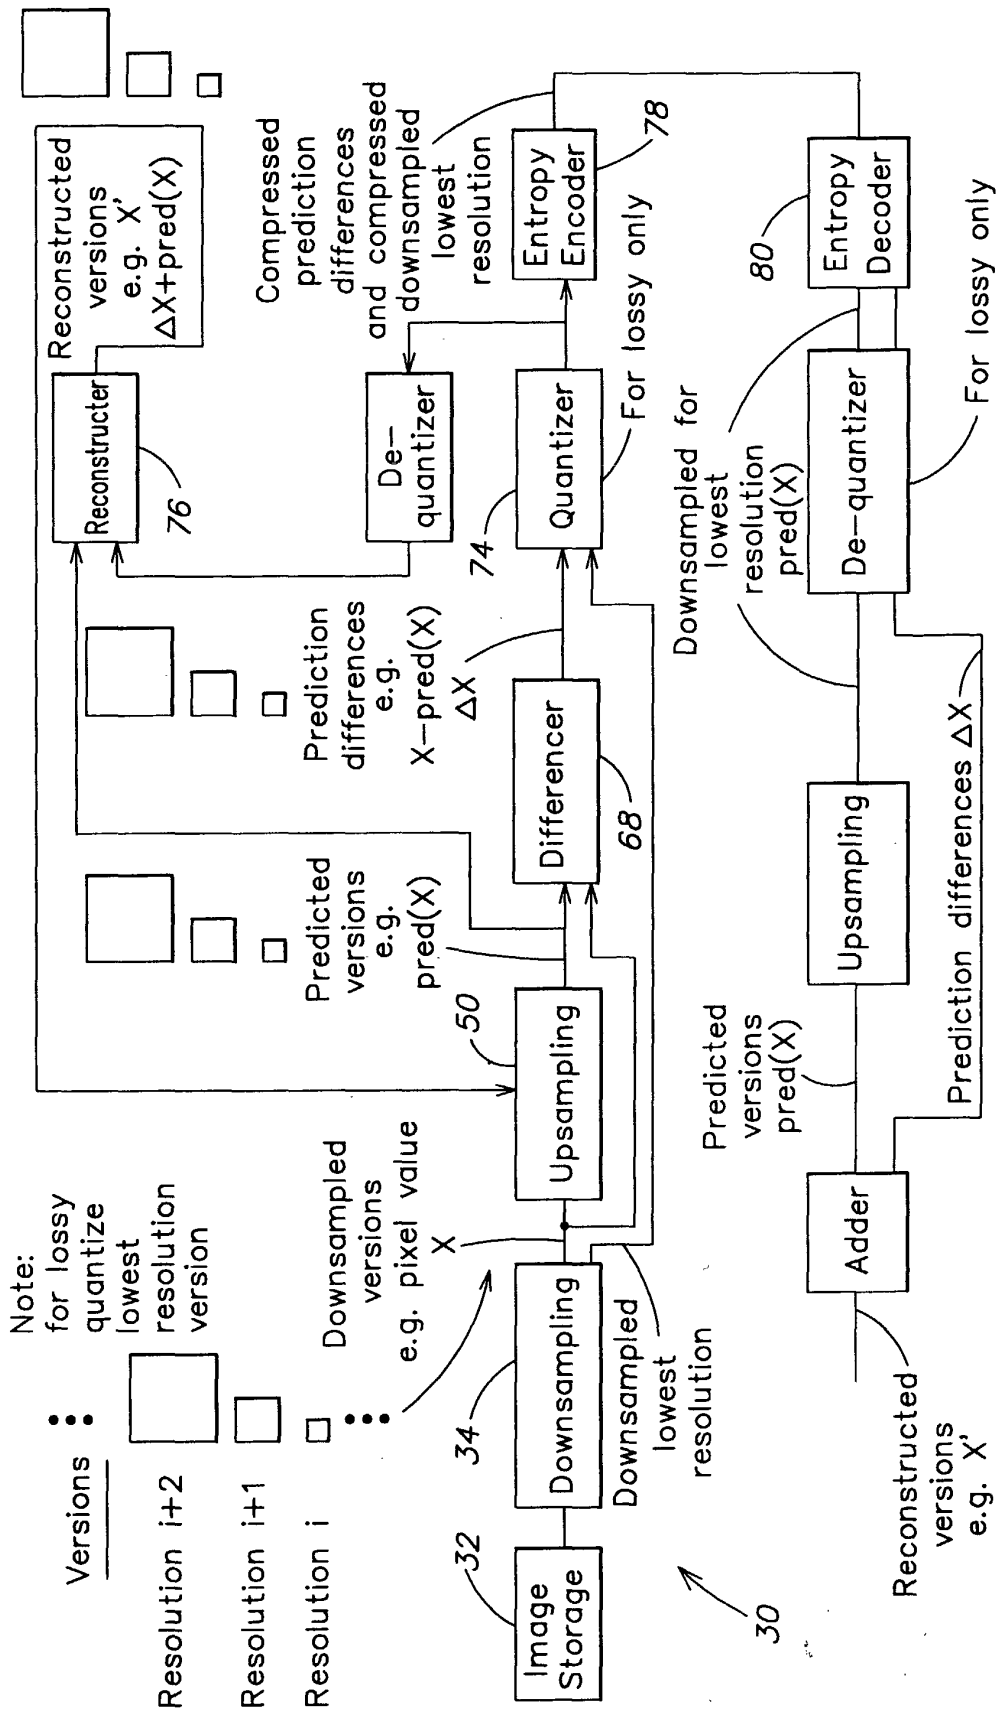 Note:
for lossy
quantize
lowest
resolution
version
Versions
Resolution i+2
Resolution i+1
Resolution i
Downsampled
versions
e.g. pixel value
X
Predicted
versions
e.g.
pred(X)
Prediction
differences
e.g.
X—pred(X)
ΔX
Reconstructer
76
Reconstructed
versions
e.g. X'
ΔX+pred(X)
De—
quantizer
Compressed
prediction
differences
and compressed
downsampled
lowest
resolution
32
Image
Storage
34
Downsampling
Downsampled
lowest
resolution
50
Upsampling
Differencer
68
74
Quantizer
For lossy only
Entropy
Encoder
78
30
Reconstructed
versions
e.g. X'
Adder
Predicted
versions
pred(X)
Upsampling
Prediction differences ΔX
Downsampled for
lowest
resolution
pred(X)
De-quantizer
For lossy only
80
Entropy
Decoder